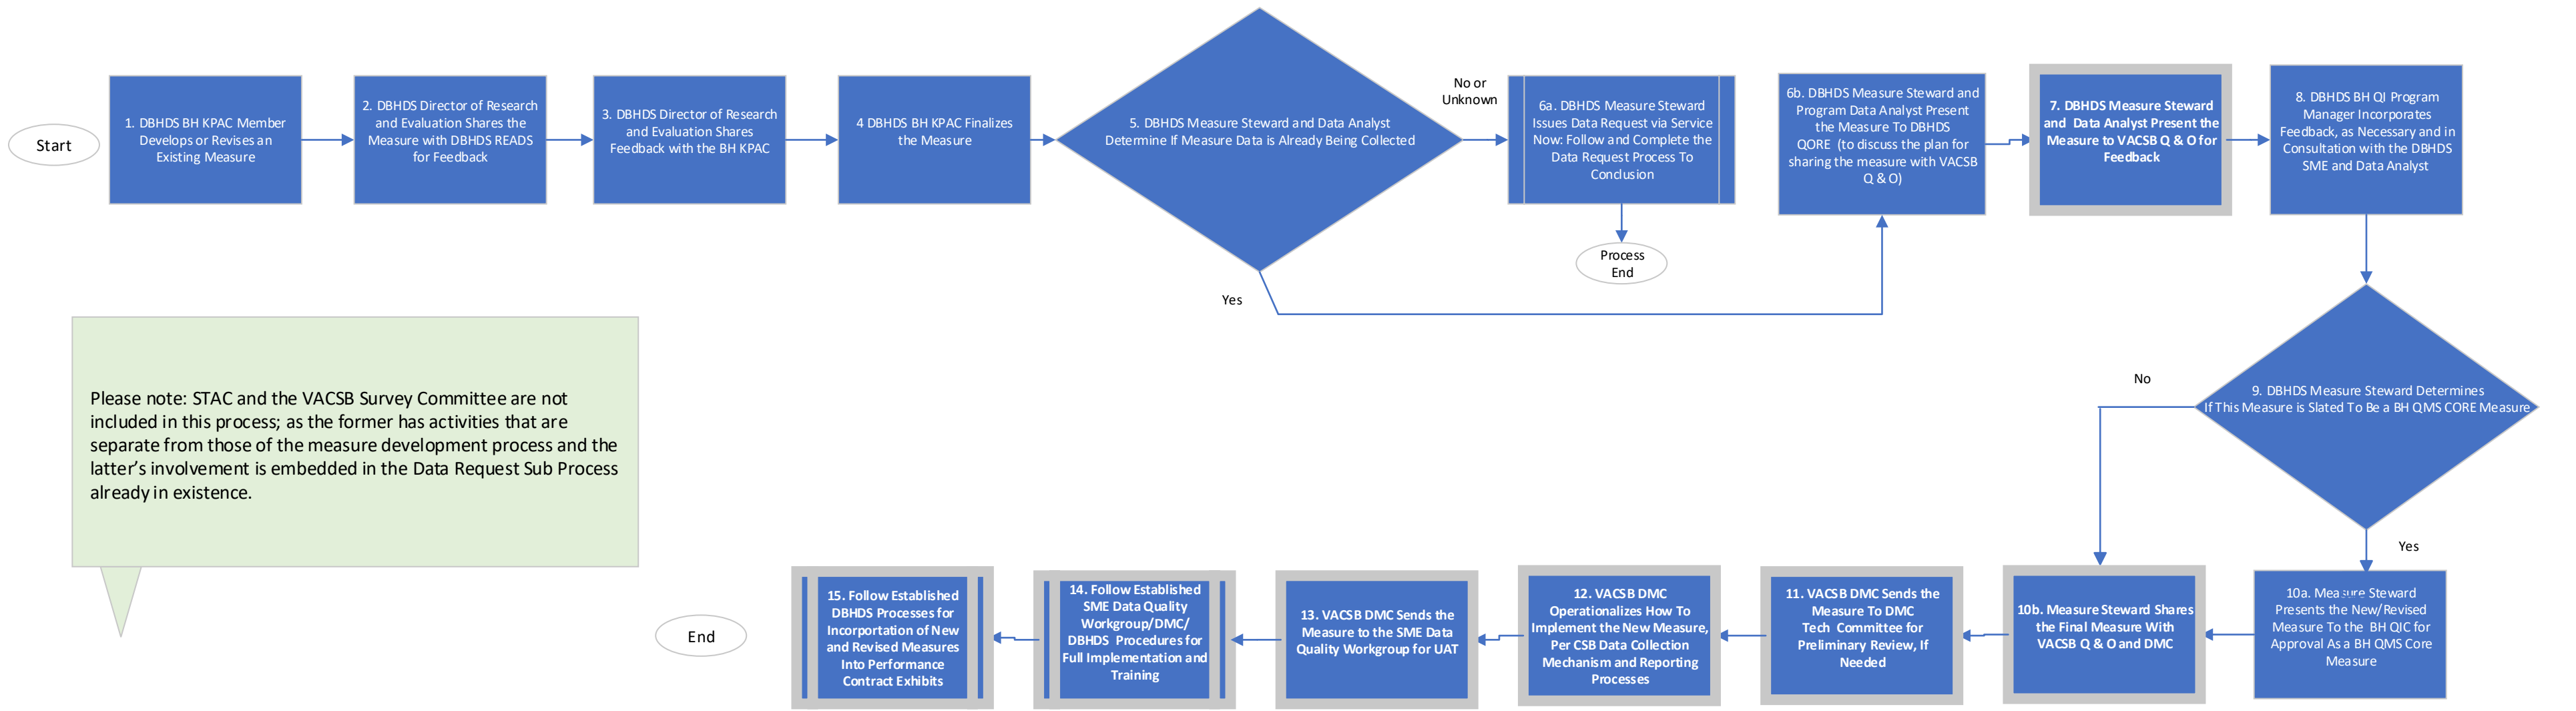 Start
1. DBHDS BH KPAC Member
Develops or Revises an
Existing Measure
2. DBHDS Director of Research
and Evaluation Shares the
Measure with DBHDS READS
for Feedback
3. DBHDS Director of Research
and Evaluation Shares
Feedback with the BH KPAC
4 DBHDS BH KPAC Finalizes
the Measure
5. DBHDS Measure Steward and Data Analyst
Determine If Measure Data is Already Being Collected
No or
Unknown
Yes
6a. DBHDS Measure Steward
Issues Data Request via Service
Now: Follow and Complete the
Data Request Process To
Conclusion
Process
End
6b. DBHDS Measure Steward and
Program Data Analyst Present
the Measure To DBHDS
QORE (to discuss the plan for
sharing the measure with VACSB
Q & O)
7. DBHDS Measure Steward
and Data Analyst Present the
Measure to VACSB Q & O for
Feedback
8. DBHDS BH QI Program
Manager Incorporates
Feedback, as Necessary and in
Consultation with the DBHDS
SME and Data Analyst
9. DBHDS Measure Steward Determines
If This Measure is Slated To Be a BH QMS CORE Measure
No
Yes
Please note: STAC and the VACSB Survey Committee are not
included in this process; as the former has activities that are
separate from those of the measure development process and the
latter's involvement is embedded in the Data Request Sub Process
already in existence.
10a. Measure Steward
Presents the New/Revised
Measure To the BH QIC for
Approval As a BH QMS Core
Measure
10b. Measure Steward Shares
the Final Measure With
VACSB Q & O and DMC
11. VACSB DMC Sends the
Measure To DMC
Tech Committee for
Preliminary Review, If
Needed
12. VACSB DMC
Operationalizes How To
Implement the New Measure,
Per CSB Data Collection
Mechanism and Reporting
Processes
13. VACSB DMC Sends the
Measure to the SME Data
Quality Workgroup for UAT
14. Follow Established
SME Data Quality
Workgroup/DMC/
DBHDS Procedures for
Full Implementation and
Training
15. Follow Established
DBHDS Processes for
Incorportation of New
and Revised Measures
Into Performance
Contract Exhibits
End